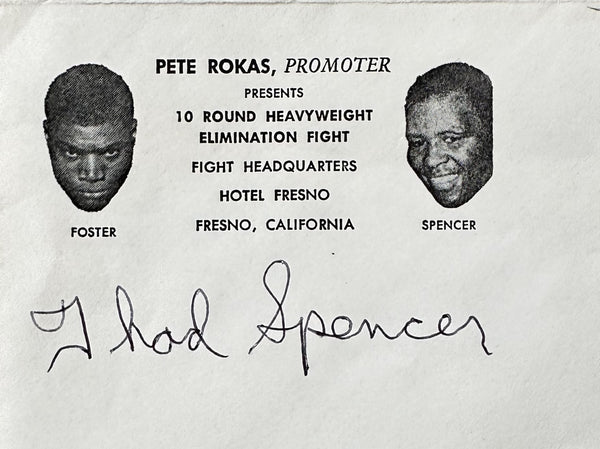 PETE ROKAS, PROMOTER
PRESENTS
10 ROUND HEAVYWEIGHT
ELIMINATION FIGHT
FIGHT HEADQUARTERS
HOTEL FRESNO
FRESNO, CALIFORNIA
FOSTER
SPENCER
Thad Spencer